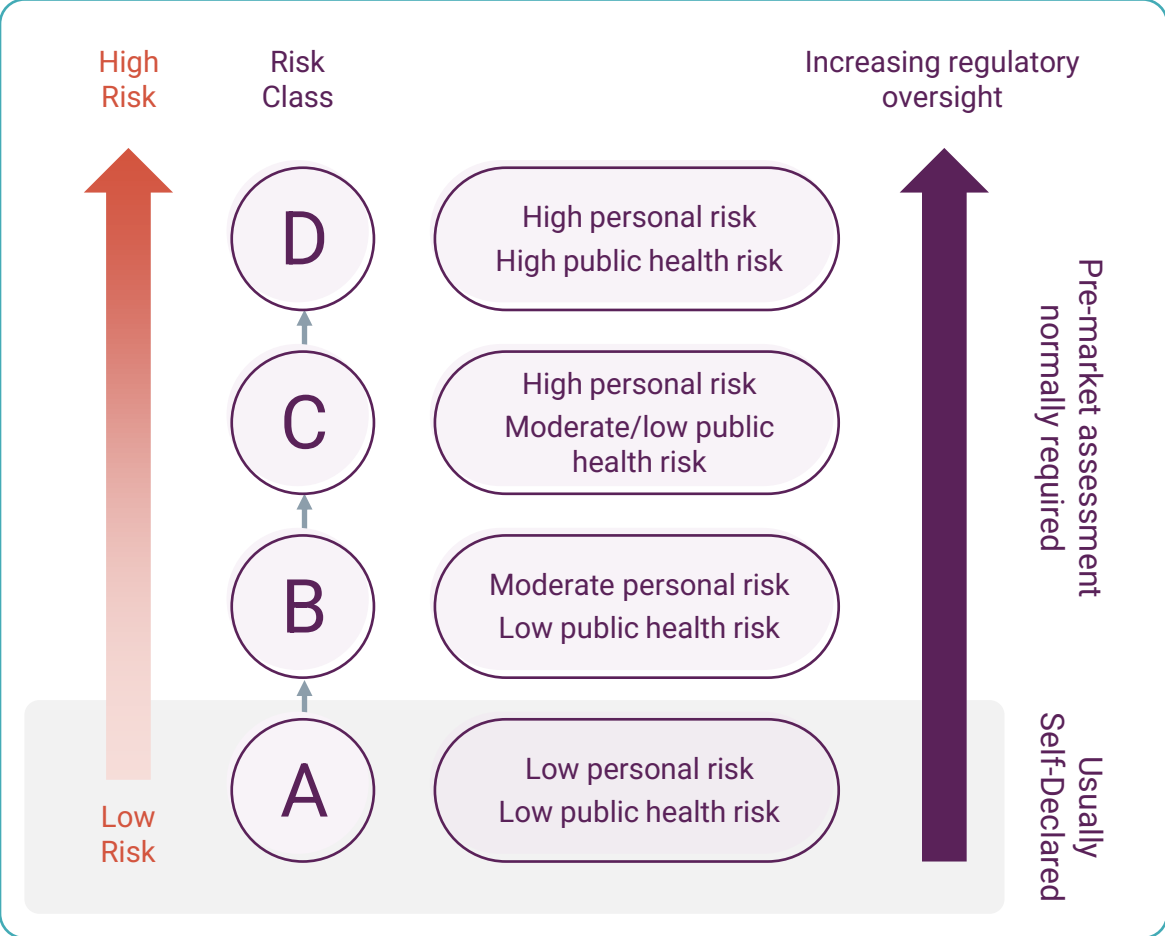 High
Risk
Risk
Class
Increasing regulatory
oversight
D
High personal risk
High public health risk
C
High personal risk
Moderate/low public
health risk
B
Moderate personal risk
Low public health risk
A
Low personal risk
Low public health risk
Low
Risk
Pre-market assessment
normally required
Usually
Self-Declared